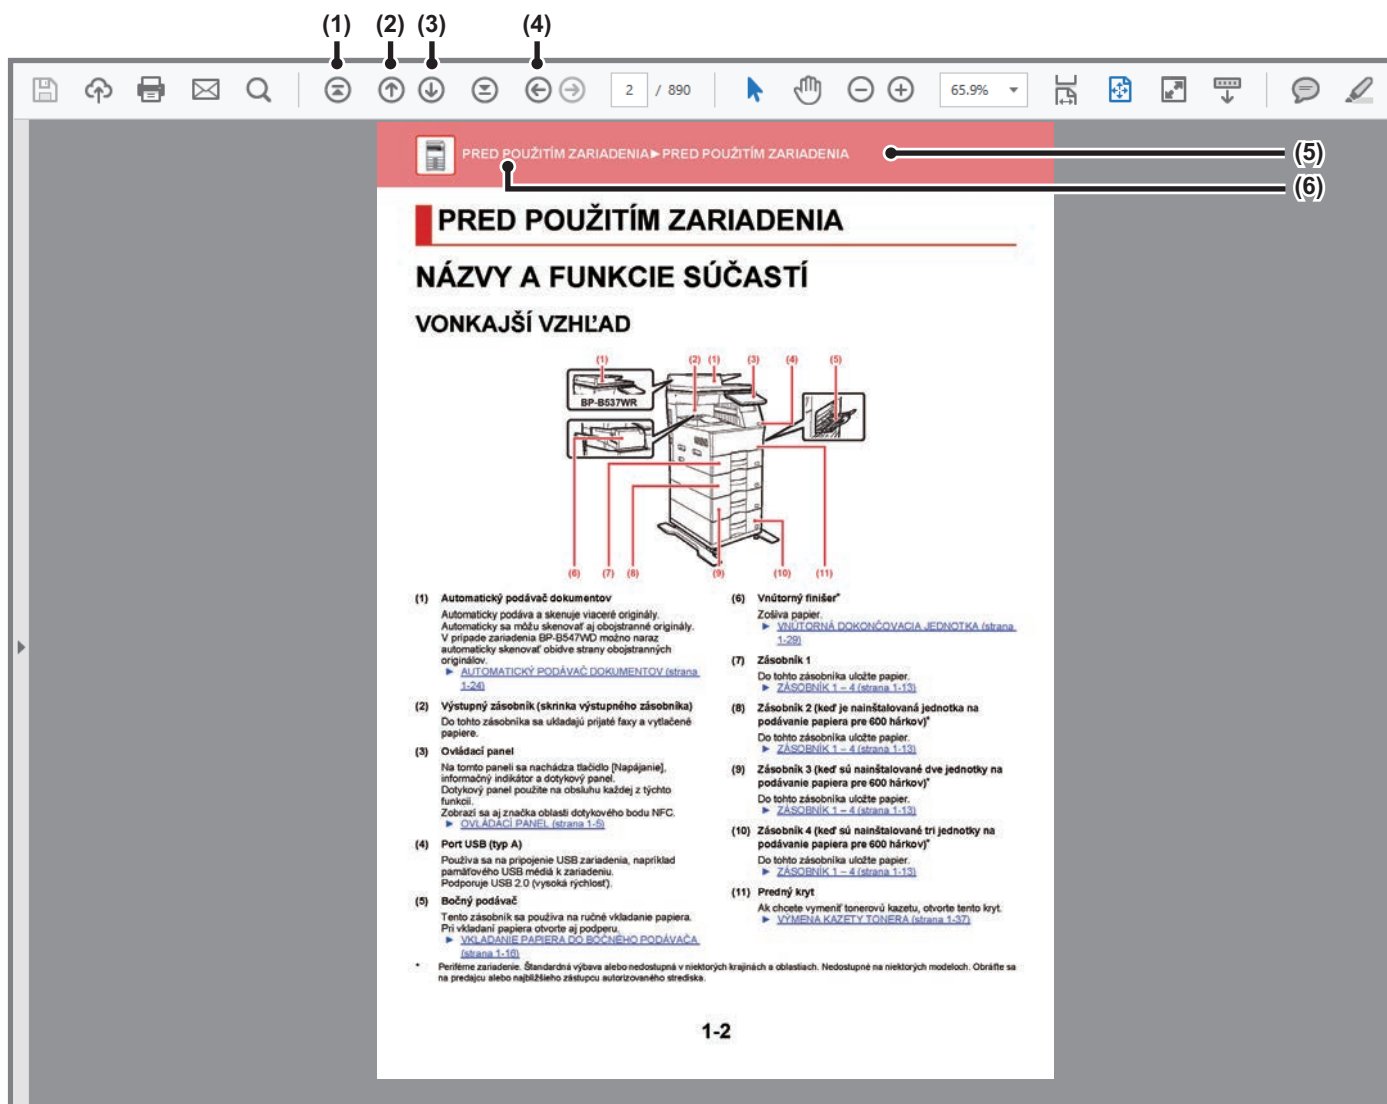 (1) (2) (3) (4)
2 / 890 65.9%
PRED POUŽITÍM ZARIADENIA►PRED POUŽITÍM ZARIADENIA
(5)
(6)
PRED POUŽITÍM ZARIADENIA
NÁZVY A FUNKCIE SÚČASTÍ
VONKAJŠÍ VZHĽAD
(1) (2) (1) (3) (4) (5)
BP-B537WR
(6) (7) (8) (9) (10) (11)
(1) Automatický podávač dokumentov
Automaticky podáva a skenuje viaceré originály.
Automaticky sa môžu skenovať aj obojstranné originály.
V prípade zariadenia BP-B547WD možno naraz
automaticky skenovať obidve strany obojstranných
originálov.
► AUTOMATICKÝ PODÁVAČ DOKUMENTOV (strana
1-24)
(2) Výstupný zásobník (skrinka výstupného zásobníka)
Do tohto zásobníka sa ukladajú prijaté faxy a vytlačené
papiere.
(3) Ovládací panel
Na tomto paneli sa nachádza tlačidlo [Napájanie],
informačný indikátor a dotykový panel.
Dotykový panel použite na obsluhu každej z týchto
funkcií.
Zobrazí sa aj značka oblasti dotykového bodu NFC.
► OVLÁDACÍ PANEL (strana 1-5)
(4) Port USB (typ A)
Používa sa na pripojenie USB zariadenia, napríklad
pamäťového USB média k zariadeniu.
Podporuje USB 2.0 (vysoká rýchlosť).
(5) Bočný podávač
Tento zásobník sa používa na ručné vkladanie papiera.
Pri vkladaní papiera otvorte aj podperu.
► VKLADANIE PAPIERA DO BOČNÉHO PODÁVAČA
(strana 1-16)
(6) Vnútorný finišer*
Zošíva papier.
► VNÚTORNÁ DOKONČOVACIA JEDNOTKA (strana
1-29)
(7) Zásobník 1
Do tohto zásobníka uložte papier.
► ZÁSOBNÍK 1 – 4 (strana 1-13)
(8) Zásobník 2 (keď je nainštalovaná jednotka na
podávanie papiera pre 600 hárkov)*
Do tohto zásobníka uložte papier.
► ZÁSOBNÍK 1 – 4 (strana 1-13)
(9) Zásobník 3 (keď sú nainštalované dve jednotky na
podávanie papiera pre 600 hárkov)*
Do tohto zásobníka uložte papier.
► ZÁSOBNÍK 1 – 4 (strana 1-13)
(10) Zásobník 4 (keď sú nainštalované tri jednotky na
podávanie papiera pre 600 hárkov)*
Do tohto zásobníka uložte papier.
► ZÁSOBNÍK 1 – 4 (strana 1-13)
(11) Predný kryt
Ak chcete vymeniť tonerovú kazetu, otvorte tento kryt.
► VÝMENA KAZETY TONERA (strana 1-37)
* Periférne zariadenie. Štandardná výbava alebo nedostupná v niektorých krajinách a oblastiach. Nedostupné na niektorých modeloch. Obráťte sa
na predajcu alebo najbližšieho zástupcu autorizovaného strediska.
1-2